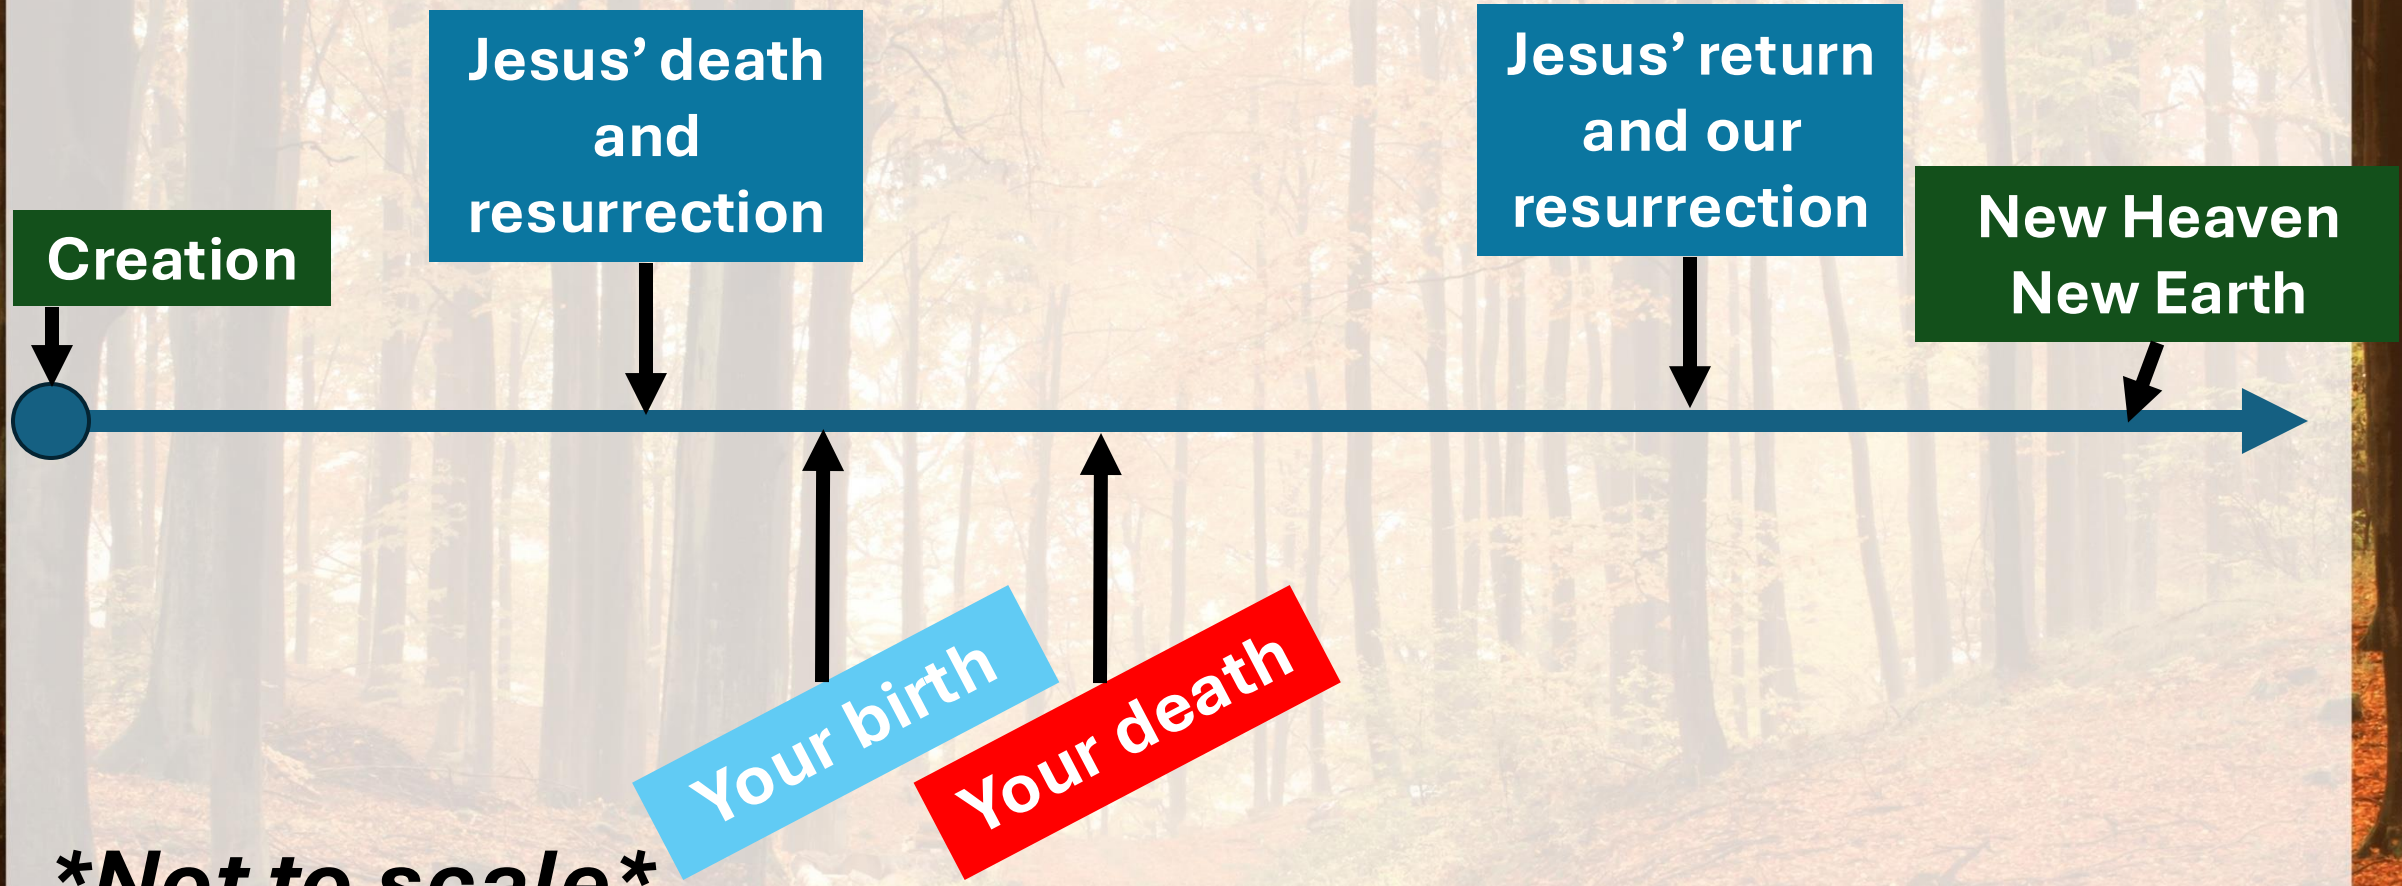 Jesus’ death
and
resurrection
Jesus’ return
and our
resurrection
Creation
New Heaven
New Earth
Your birth
Your death
*Not to scale*